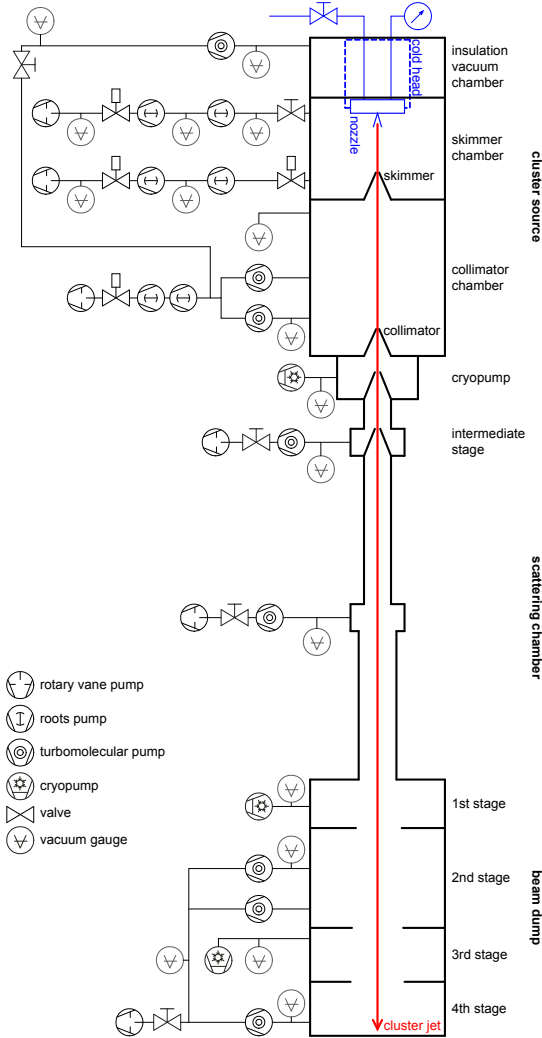 cold head
nozzle
insulation
vacuum
chamber
skimmer
chamber
skimmer
cluster source
collimator
chamber
collimator
cryopump
intermediate
stage
scattering chamber
rotary vane pump
roots pump
turbomolecular pump
cryopump
valve
vacuum gauge
1st stage
2nd stage
beam dump
3rd stage
4th stage
cluster jet